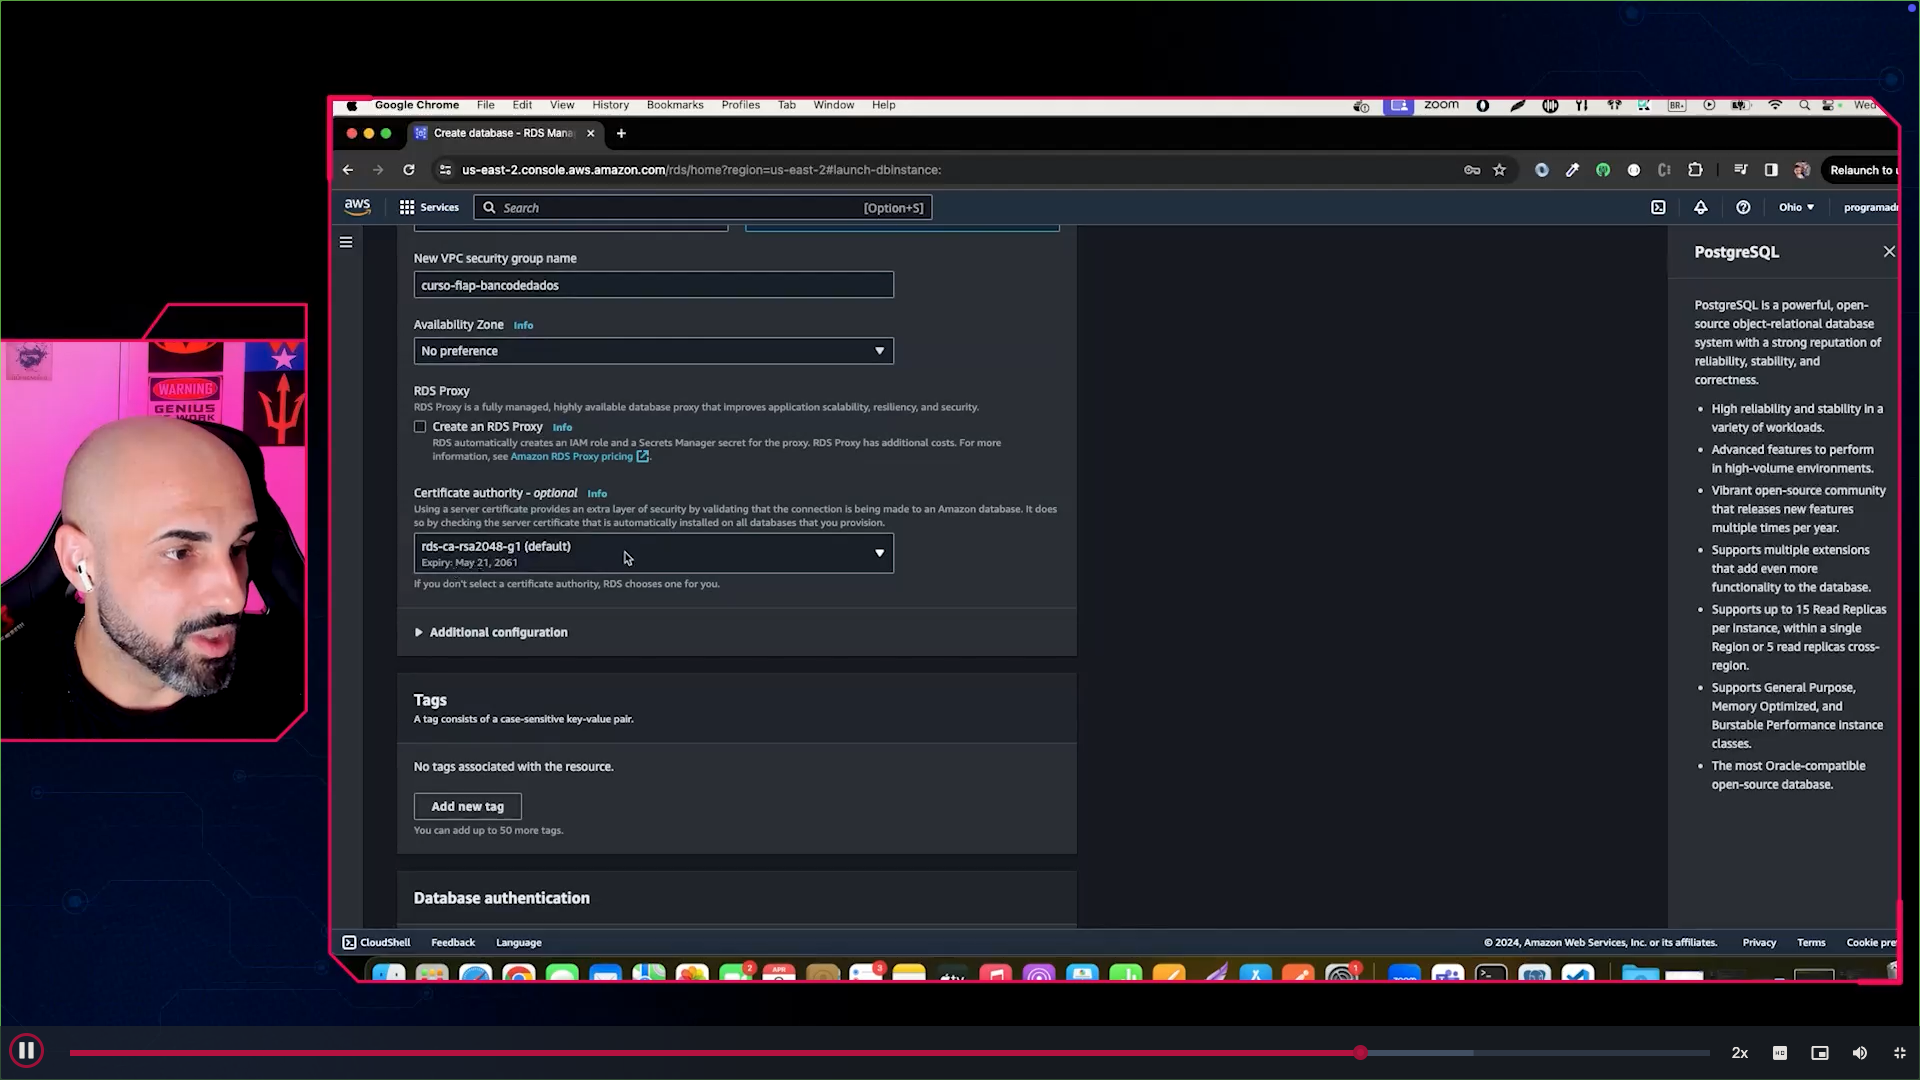 Google Chrome File Edit View History Bookmarks Profiles Tab Window Help
zoom
BR
Wed
Create database - RDS Mana
us-east-2.console.aws.amazon.com/rds/home?region=us-east-2#launch-dbinstance:
Relaunch to u
aws
Services
Search
[Option+S]
Ohio
programadr
New VPC security group name
curso-fiap-bancodedados
Availability Zone Info
No preference
RDS Proxy
RDS Proxy is a fully managed, highly available database proxy that improves application scalability, resiliency, and security.
Create an RDS Proxy Info
RDS automatically creates an IAM role and a Secrets Manager secret for the proxy. RDS Proxy has additional costs. For more
information, see Amazon RDS Proxy pricing.
Certificate authority - optional Info
Using a server certificate provides an extra layer of security by validating that the connection is being made to an Amazon database. It does
so by checking the server certificate that is automatically installed on all databases that you provision.
rds-ca-rsa2048-g1 (default)
Expiry: May 21, 2061
If you don't select a certificate authority, RDS chooses one for you.
Additional configuration
Tags
A tag consists of a case-sensitive key-value pair.
No tags associated with the resource.
Add new tag
You can add up to 50 more tags.
Database authentication
PostgreSQL
PostgreSQL is a powerful, open-
source object-relational database
system with a strong reputation of
reliability, stability, and
correctness.
• High reliability and stability in a
variety of workloads.
• Advanced features to perform
in high-volume environments.
• Vibrant open-source community
that releases new features
multiple times per year.
• Supports multiple extensions
that add even more
functionality to the database.
• Supports up to 15 Read Replicas
per instance, within a single
Region or 5 read replicas cross-
region.
• Supports General Purpose,
Memory Optimized, and
Burstable Performance instance
classes.
• The most Oracle-compatible
open-source database.
CloudShell Feedback Language
© 2024, Amazon Web Services, Inc. or its affiliates. Privacy Terms Cookie pre
2
APR
3
tv
1
zoom
WARNING
GENIUS
AT WORK
2x